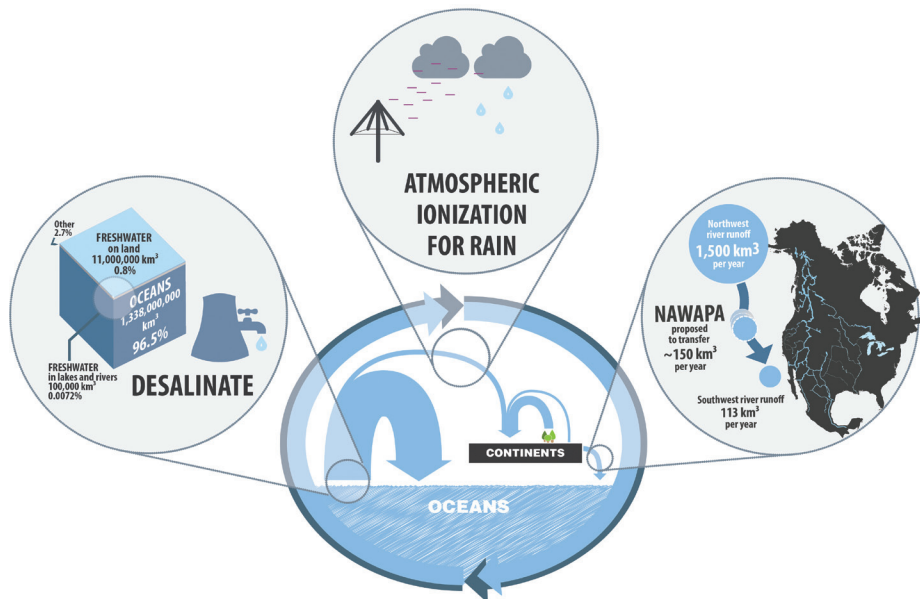 ATMOSPHERIC
IONIZATION
FOR RAIN
Other
2.7%
FRESHWATER
on land
11,000,000 km³
0.8%
OCEANS
1,338,000,000
km³
96.5%
FRESHWATER
in lakes and rivers
100,000 km³
0.0072%
DESALINATE
Northwest
river runoff
1,500 km³
per year
NAWAPA
proposed
to transfer
~150 km³
per year
Southwest river runoff
113 km³
per year
CONTINENTS
OCEANS